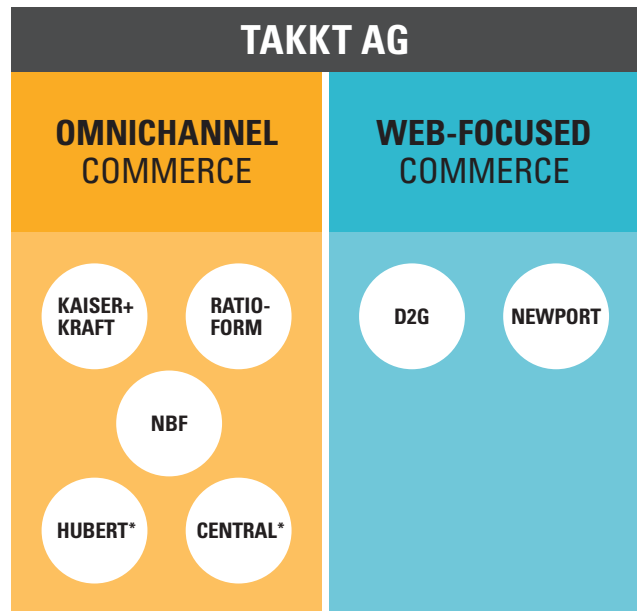 TAKKT AG
OMNICHANNEL
COMMERCE
WEB-FOCUSED
COMMERCE
KAISER+
KRAFT
RATIO-
FORM
D2G
NEWPORT
NBF
HUBERT*
CENTRAL*